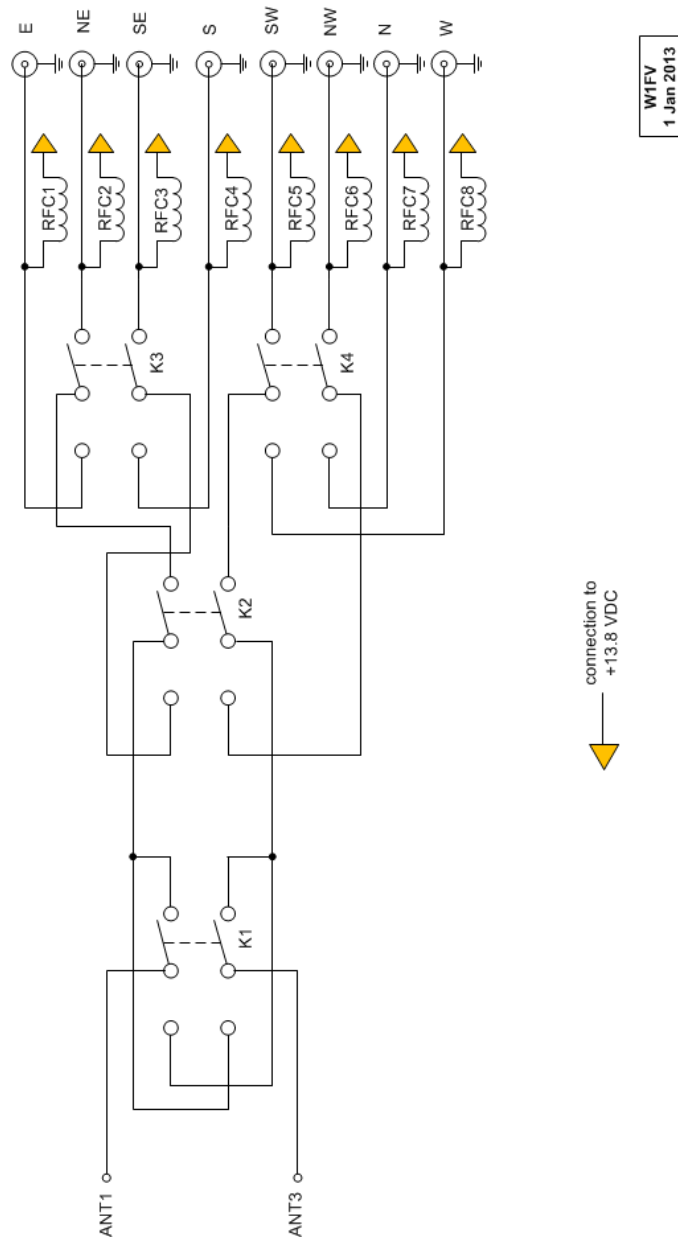 E
NE
SE
S
SW
NW
N
W
RFC1
RFC2
RFC3
RFC4
RFC5
RFC6
RFC7
RFC8
K3
K4
K2
K1
ANT1
ANT3
connection to
+13.8 VDC
W1FV
1 Jan 2013